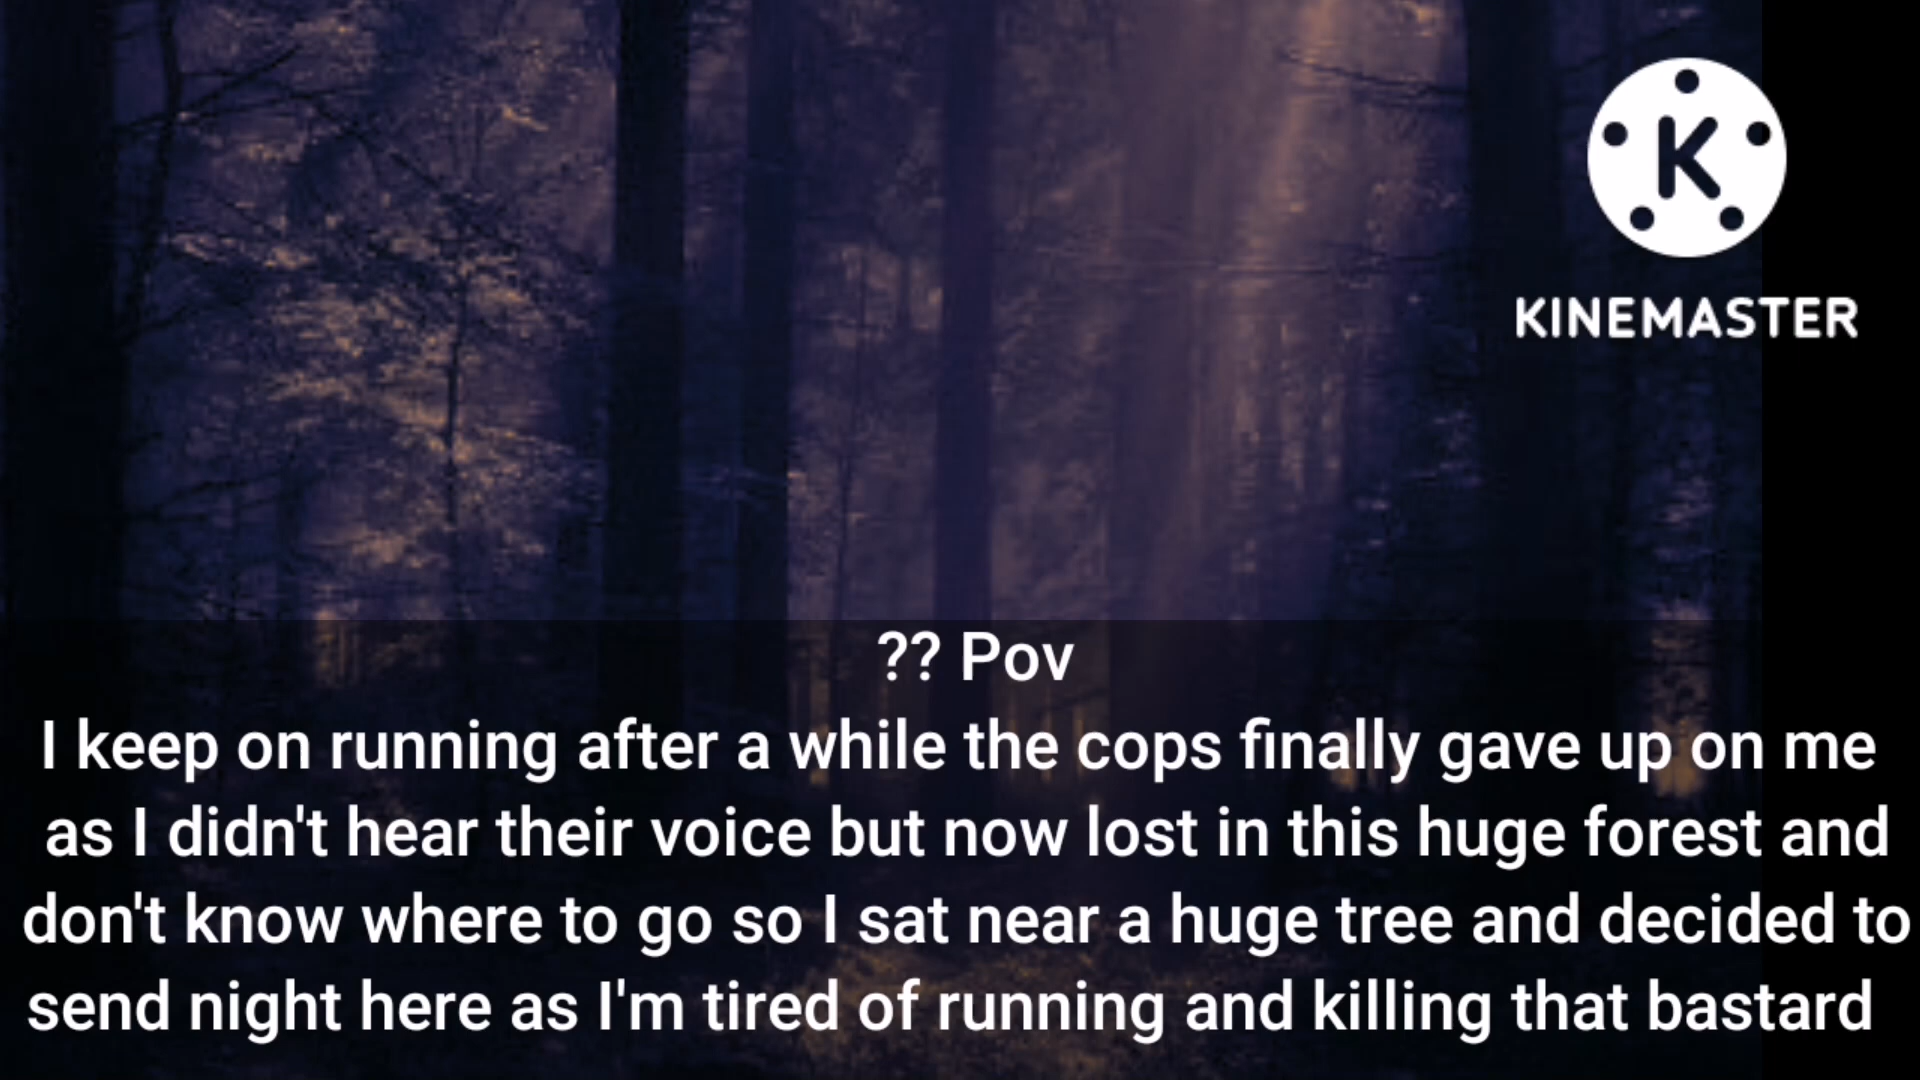 K
KINEMASTER
?? Pov
I keep on running after a while the cops finally gave up on me
as I didn't hear their voice but now lost in this huge forest and
don't know where to go so I sat near a huge tree and decided to
send night here as I'm tired of running and killing that bastard